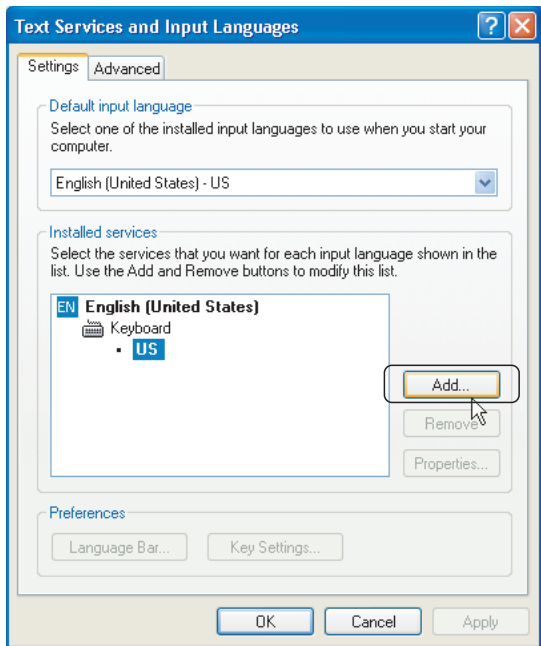 Text Services and Input Languages
Settings
Advanced
Default input language
Select one of the installed input languages to use when you start your
computer.
English (United States) - US
Installed services
Select the services that you want for each input language shown in the
list. Use the Add and Remove buttons to modify this list.
EN English (United States)
Keyboard
US
Add...
Remove
Properties...
Preferences
Language Bar...
Key Settings...
OK
Cancel
Apply